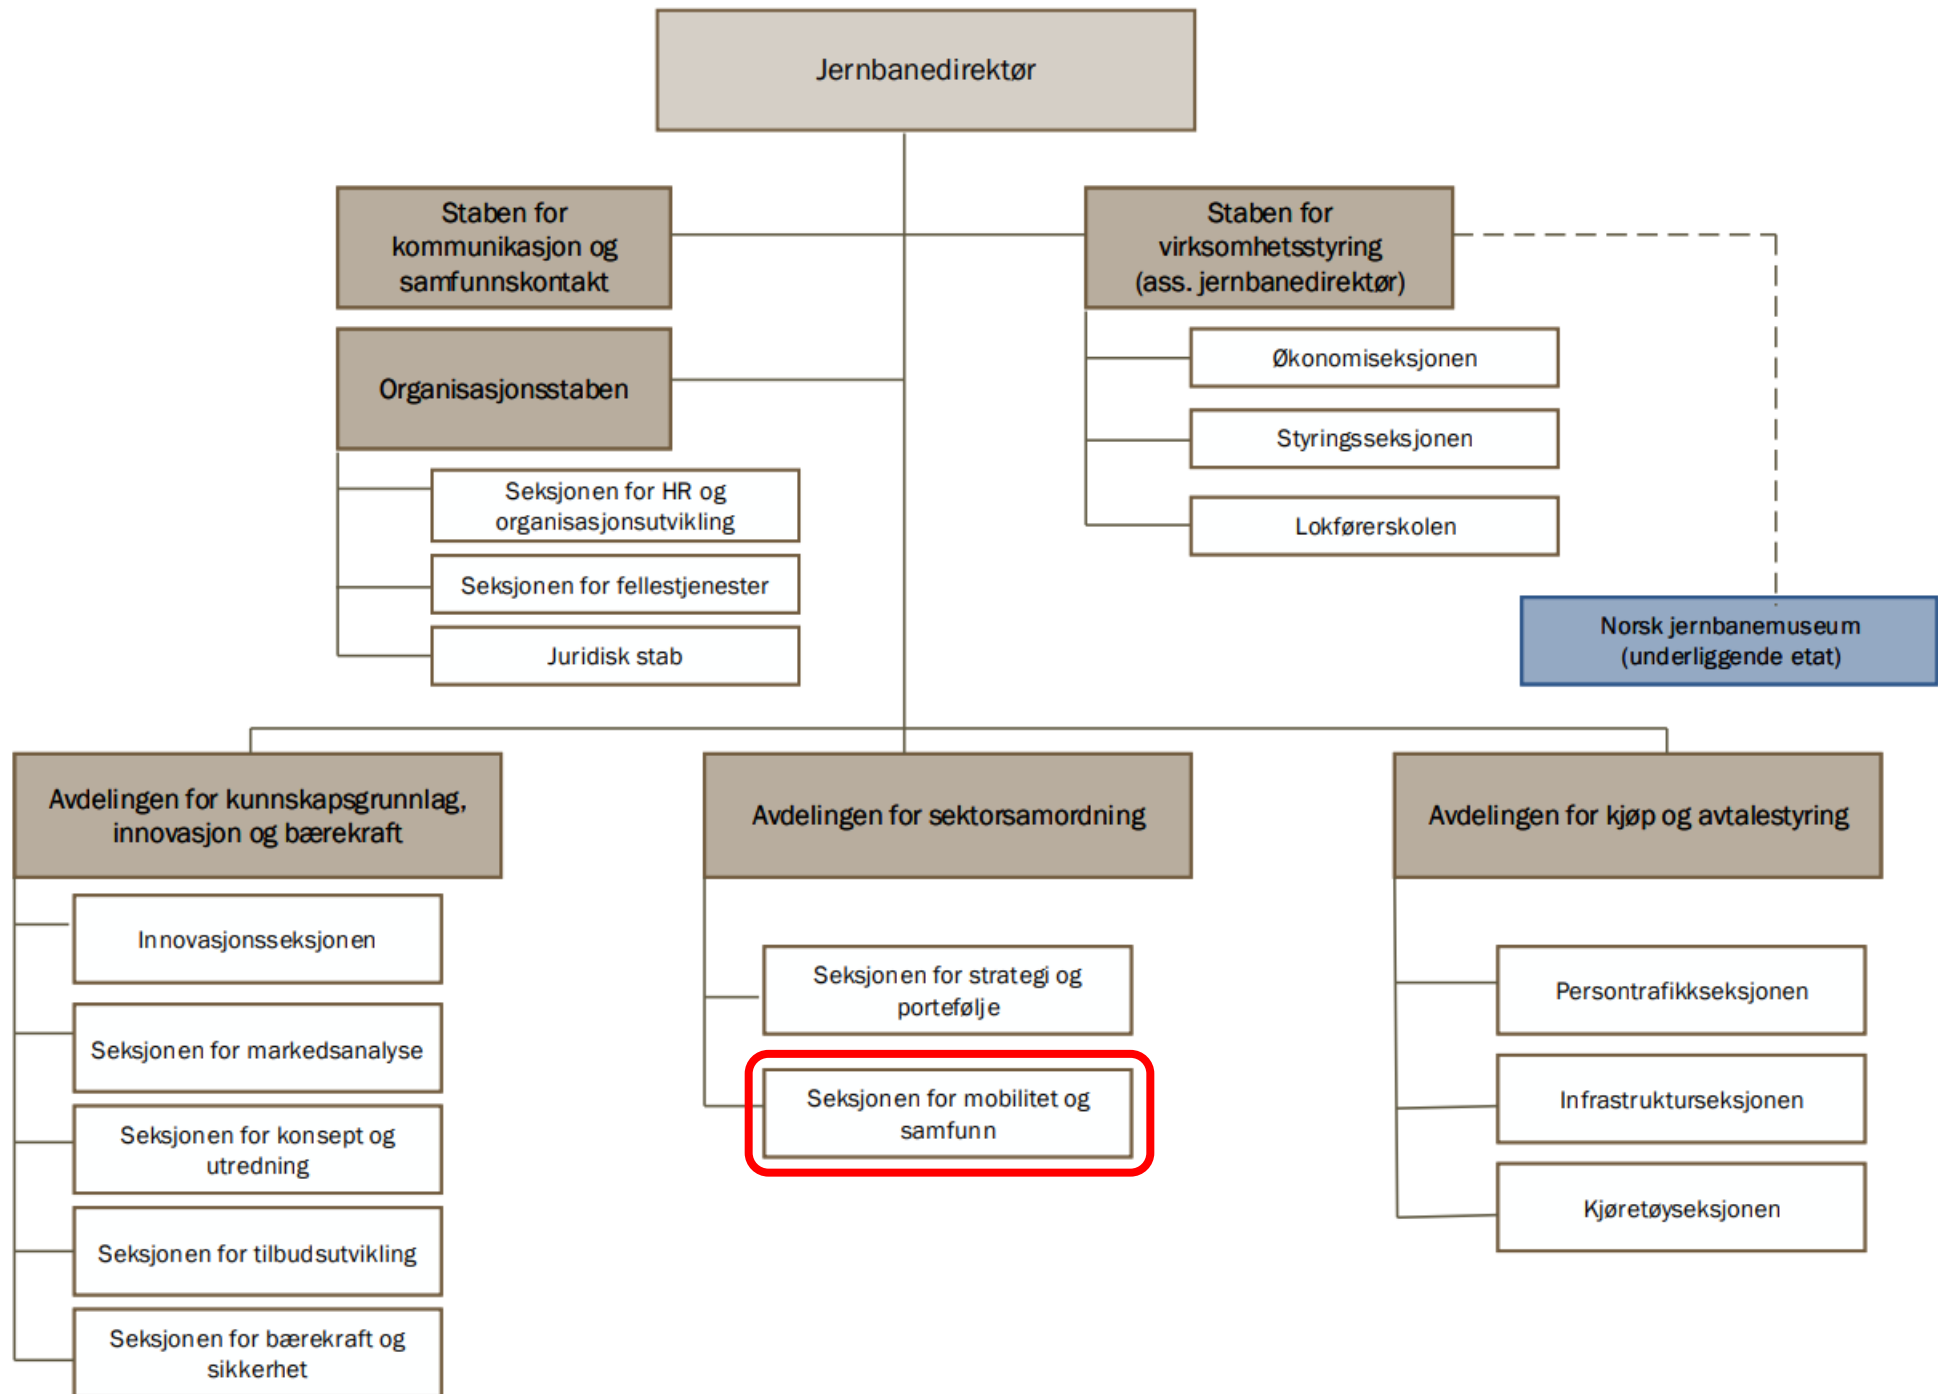 Jernbanedirektør
Staben for
kommunikasjon og
samfunnskontakt
Staben for
virksomhetsstyring
(ass. jernbanedirektør)
Organisasjonsstaben
Økonomiseksjonen
Styringsseksjonen
Lokførerskolen
Seksjonen for HR og
organisasjonsutvikling
Seksjonen for fellestjenester
Juridisk stab
Norsk jernbanemuseum
(underliggende etat)
Avdelingen for kunnskapsgrunnlag,
innovasjon og bærekraft
Innovasjonsseksjonen
Seksjonen for markedsanalyse
Seksjonen for konsept og
utredning
Seksjonen for tilbudsutvikling
Seksjonen for bærekraft og
sikkerhet
Avdelingen for sektorsamordning
Seksjonen for strategi og
portefølje
Seksjonen for mobilitet og
samfunn
Avdelingen for kjøp og avtalestyring
Persontrafikkseksjonen
Infrastrukturseksjonen
Kjøretøyseksjonen